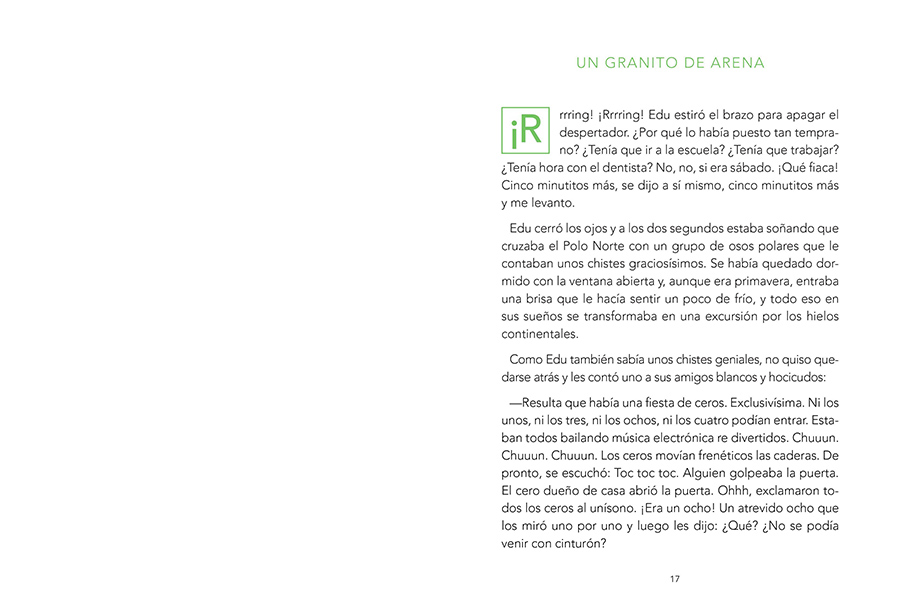 UN GRANITO DE ARENA
¡Rrrring! ¡Rrrring! Edu estiró el brazo para apagar el
despertador. ¿Por qué lo había puesto tan tempra-
no? ¿Tenía que ir a la escuela? ¿Tenía que trabajar?
¿Tenía hora con el dentista? No, no, si era sábado. ¡Qué fiaca!
Cinco minutitos más, se dijo a sí mismo, cinco minutitos más
y me levanto.
Edu cerró los ojos y a los dos segundos estaba soñando que
cruzaba el Polo Norte con un grupo de osos polares que le
contaban unos chistes graciosísimos. Se había quedado dor-
mido con la ventana abierta y, aunque era primavera, entraba
una brisa que le hacía sentir un poco de frío, y todo eso en
sus sueños se transformaba en una excursión por los hielos
continentales.
Como Edu también sabía unos chistes geniales, no quiso que-
darse atrás y les contó uno a sus amigos blancos y hocicudos:
—Resulta que había una fiesta de ceros. Exclusivísima. Ni los
unos, ni los tres, ni los ochos, ni los cuatro podían entrar. Esta-
ban todos bailando música electrónica re divertidos. Chuuun.
Chuuun. Chuuun. Los ceros movían frenéticos las caderas. De
pronto, se escuchó: Toc toc toc. Alguien golpeaba la puerta.
El cero dueño de casa abrió la puerta. Ohhh, exclamaron to-
dos los ceros al unísono. ¡Era un ocho! Un atrevido ocho que
los miró uno por uno y luego les dijo: ¿Qué? ¿No se podía
venir con cinturón?
17